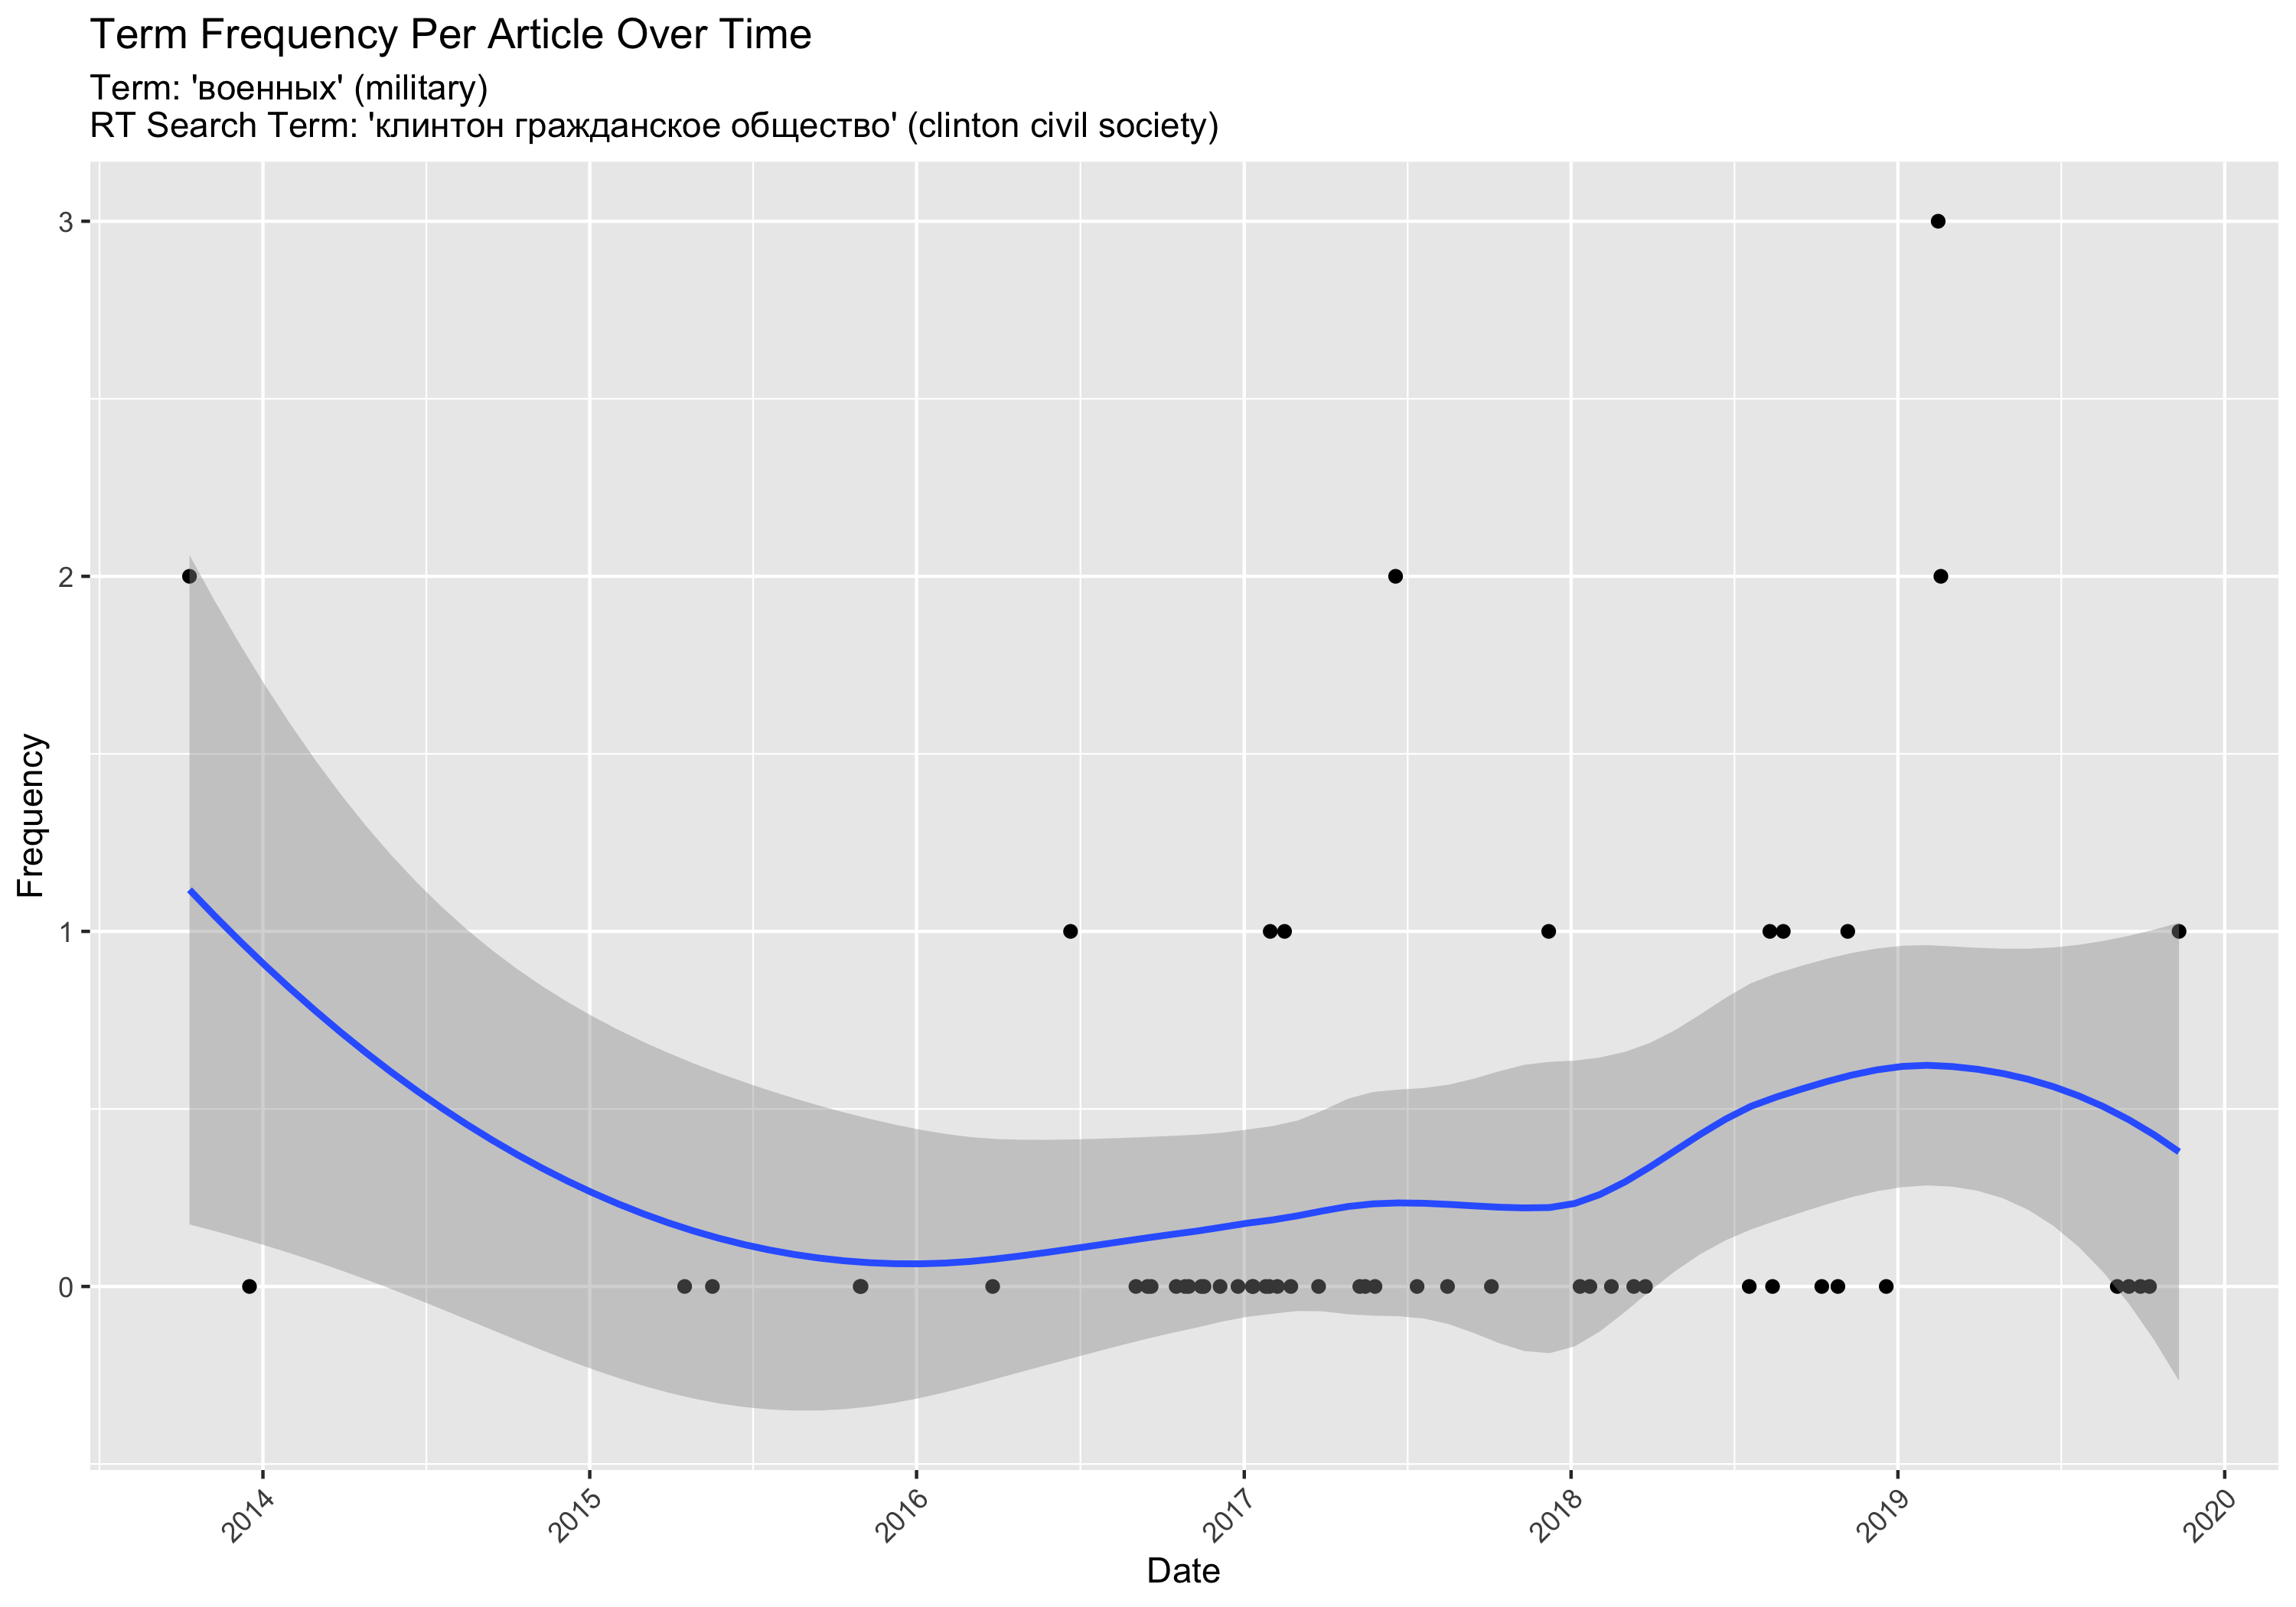 Term Frequency Per Article Over Time
Term: 'военных' (military)
RT Search Term: 'клинтон гражданское общество' (clinton civil society)
3
2
1
0
Frequency
2014
2015
2016
2017
2018
2019
2020
Date